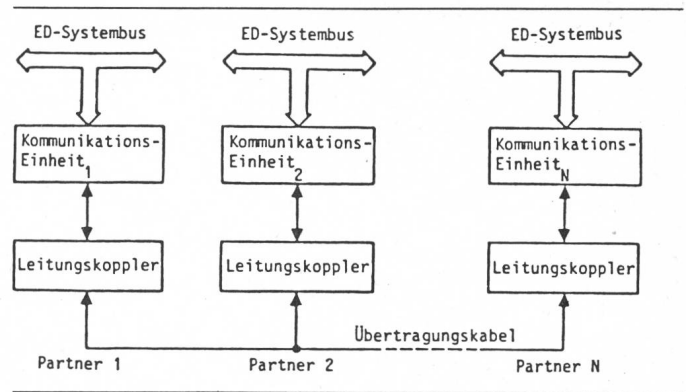 ED-Systembus
ED-Systembus
ED-Systembus
Kommunikations-
Einheit1
Kommunikations-
Einheit2
Kommunikations-
EinheitN
Leitungskoppler
Leitungskoppler
Leitungskoppler
Übertragungskabel
Partner 1
Partner 2
Partner N